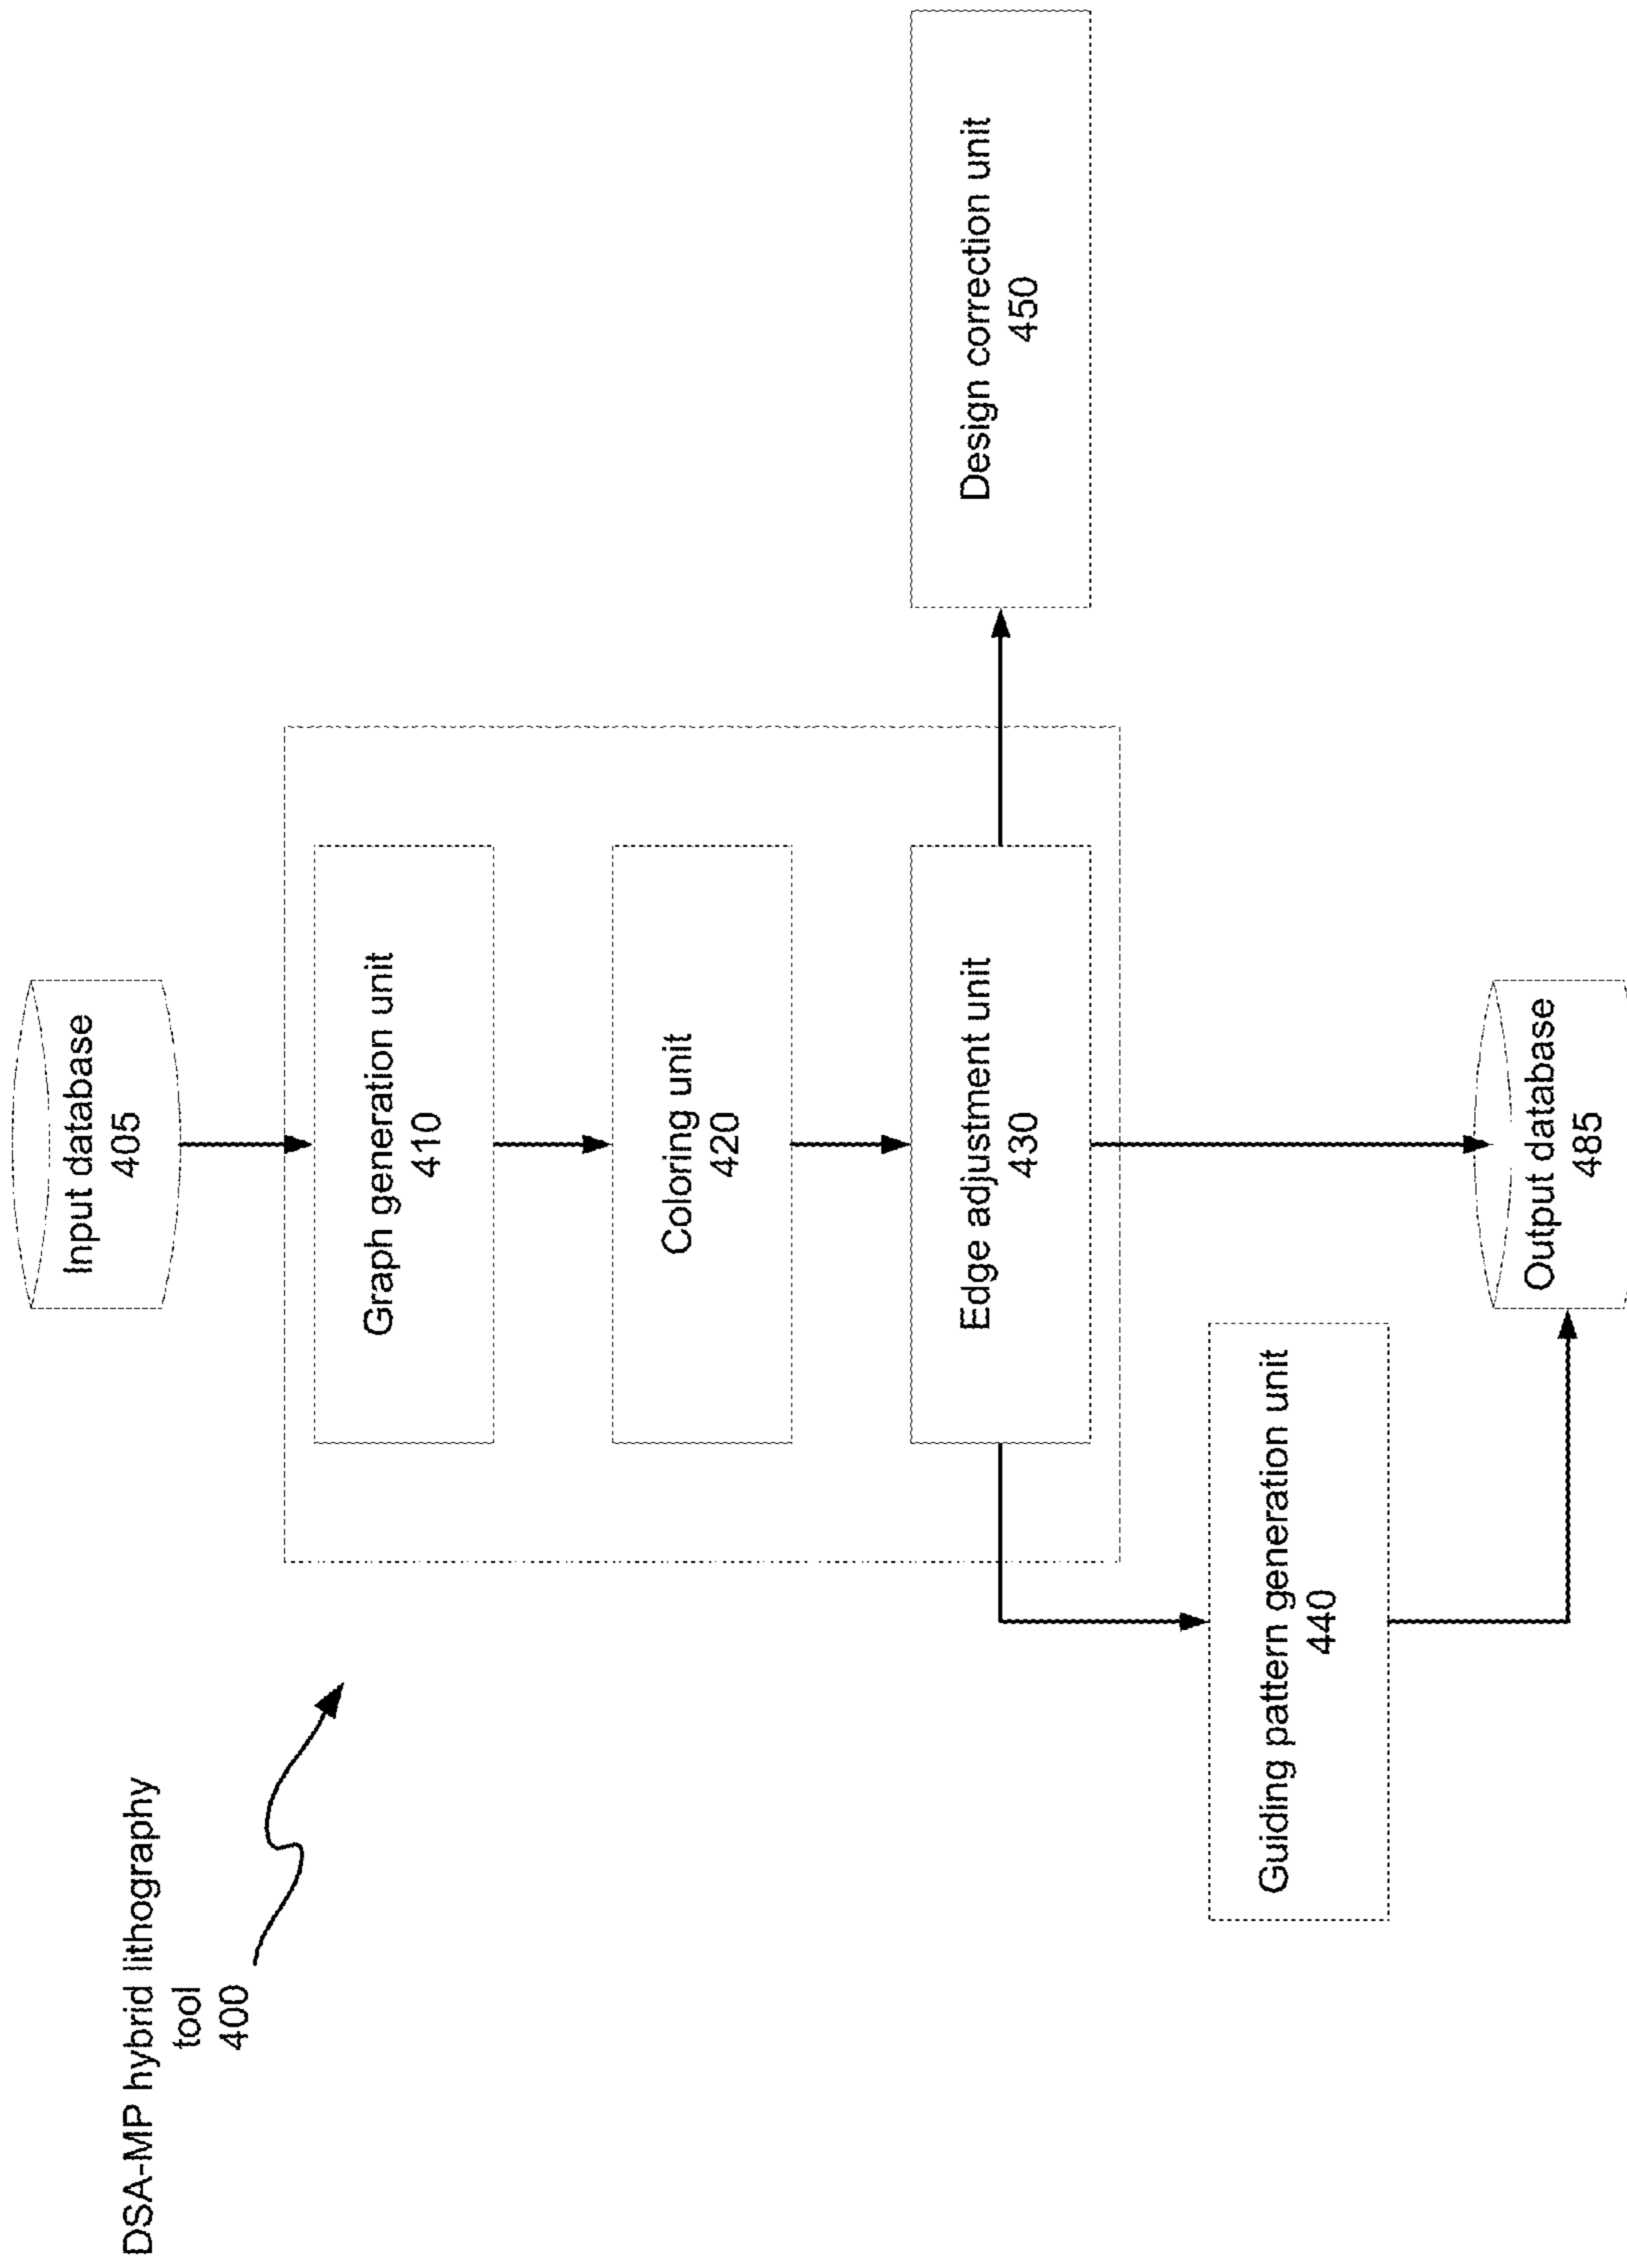 DSA-MP hybrid lithography
tool
400
Input database
405
Graph generation unit
410
Coloring unit
420
Edge adjustment unit
430
Design correction unit
450
Guiding pattern generation unit
440
Output database
485